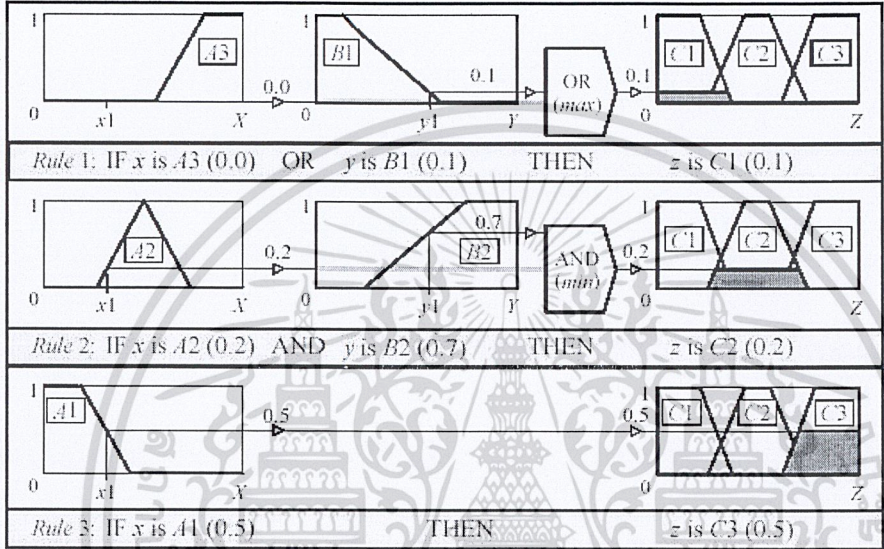 1 A3 0 x1 X 0.0 1 B1 0.1 0 y1 Y OR (max) 0.1 1 C1 C2 C3 0 Z
Rule 1: IF x is A3 (0.0) OR y is B1 (0.1) THEN z is C1 (0.1)
1 A2 0 x1 X 0.2 1 0.7 B2 0 y1 Y AND (min) 0.2 1 C1 C2 C3 0 Z
Rule 2: IF x is A2 (0.2) AND y is B2 (0.7) THEN z is C2 (0.2)
1 A1 0 x1 X 0.5 0.5 1 C1 C2 C3 0 Z
Rule 3: IF x is A1 (0.5) THEN z is C3 (0.5)